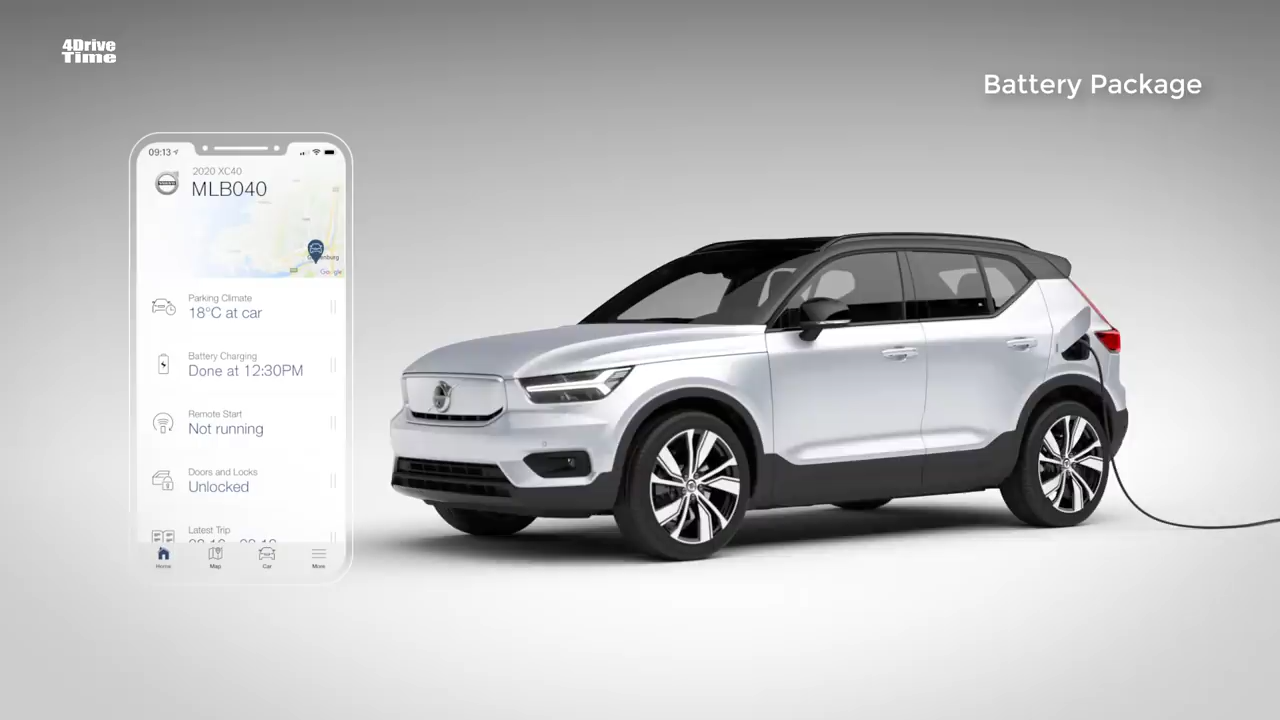 4Drive
Time
Battery Package
09:13
2020 XC40
MLB040
Google
Parking Climate
18°C at car
Battery Charging
Done at 12:30PM
Remote Start
Not running
Doors and Locks
Unlocked
Latest Trip
Home
Map
Car
More